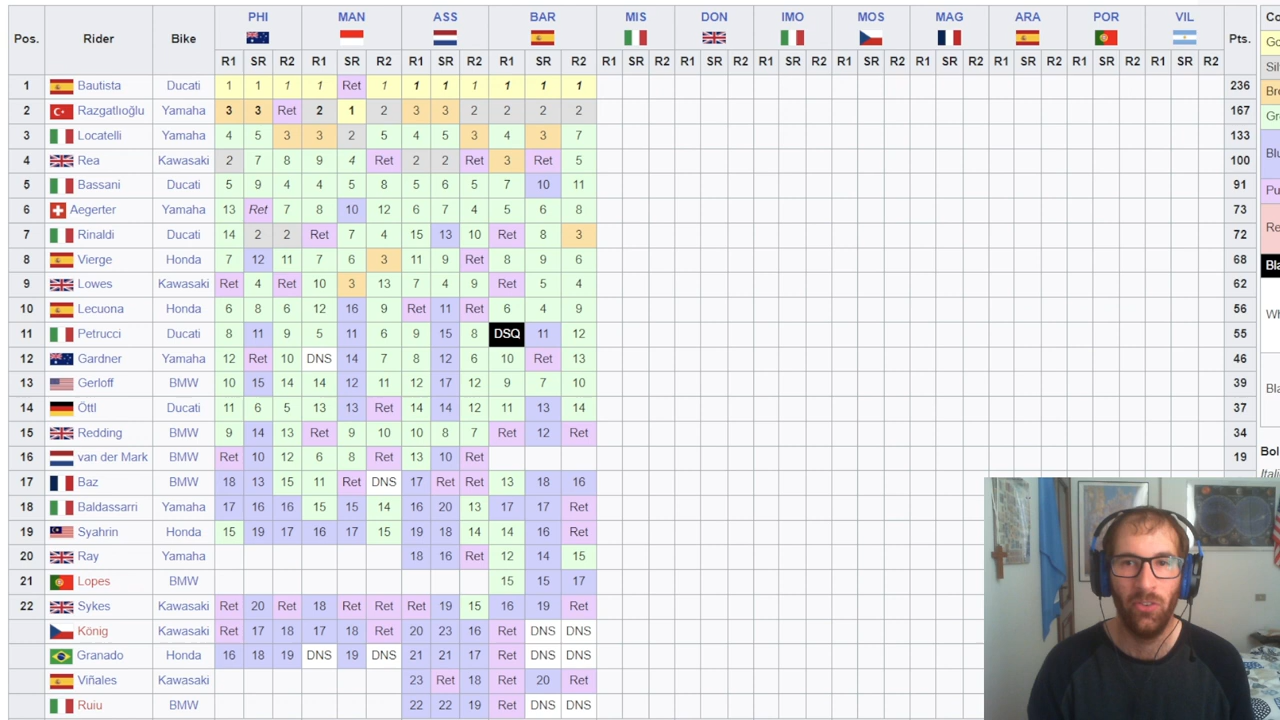 PHI MAN ASS BAR MIS DON IMO MOS MAG ARA POR VIL
Pos. Rider Bike Pts.
R1 SR R2 R1 SR R2 R1 SR R2 R1 SR R2 R1 SR R2 R1 SR R2 R1 SR R2 R1 SR R2 R1 SR R2 R1 SR R2 R1 SR R2 R1 SR R2
1 Bautista Ducati 1 1 1 1 Ret 1 1 1 1 1 1 1 236
2 Razgatlıoğlu Yamaha 3 3 Ret 2 1 2 3 3 2 2 2 2 167
3 Locatelli Yamaha 4 5 3 3 2 5 4 5 3 4 3 7 133
4 Rea Kawasaki 2 7 8 9 4 Ret 2 2 Ret 3 Ret 5 100
5 Bassani Ducati 5 9 4 4 5 8 5 6 5 7 10 11 91
6 Aegerter Yamaha 13 Ret 7 8 10 12 6 7 4 5 6 8 73
7 Rinaldi Ducati 14 2 2 Ret 7 4 15 13 10 Ret 8 3 72
8 Vierge Honda 7 12 11 7 6 3 11 9 Ret 8 9 6 68
9 Lowes Kawasaki Ret 4 Ret 10 3 13 7 4 9 Ret 5 4 62
10 Lecuona Honda 6 8 6 12 16 9 Ret 11 Ret 6 4 9 56
11 Petrucci Ducati 8 11 9 5 11 6 9 15 8 DSQ 11 12 55
12 Gardner Yamaha 12 Ret 10 DNS 14 7 8 12 6 10 Ret 13 46
13 Gerloff BMW 10 15 14 14 12 11 12 17 12 9 7 10 39
14 Öttl Ducati 11 6 5 13 13 Ret 14 14 12 11 13 14 37
15 Redding BMW 9 14 13 Ret 9 10 10 8 7 Ret 12 Ret 34
16 van der Mark BMW Ret 10 12 6 8 Ret 13 10 Ret 19
17 Baz BMW 18 13 15 11 Ret DNS 17 Ret Ret 13 18 16
18 Baldassarri Yamaha 17 16 16 15 15 14 16 20 13 17 17 Ret
19 Syahrin Honda 15 19 17 16 17 15 19 18 14 14 16 Ret
20 Ray Yamaha 18 16 Ret 12 14 15
21 Lopes BMW 15 15 17
22 Sykes Kawasaki Ret 20 Ret 18 Ret Ret Ret 19 15 16 19 Ret
König Kawasaki Ret 17 18 17 18 Ret 20 23 16 Ret DNS DNS
Granado Honda 16 18 19 DNS 19 DNS 21 21 17 Ret DNS DNS
Viñales Kawasaki 23 Ret 18 Ret 20 Ret
Ruiu BMW 22 22 19 Ret DNS DNS